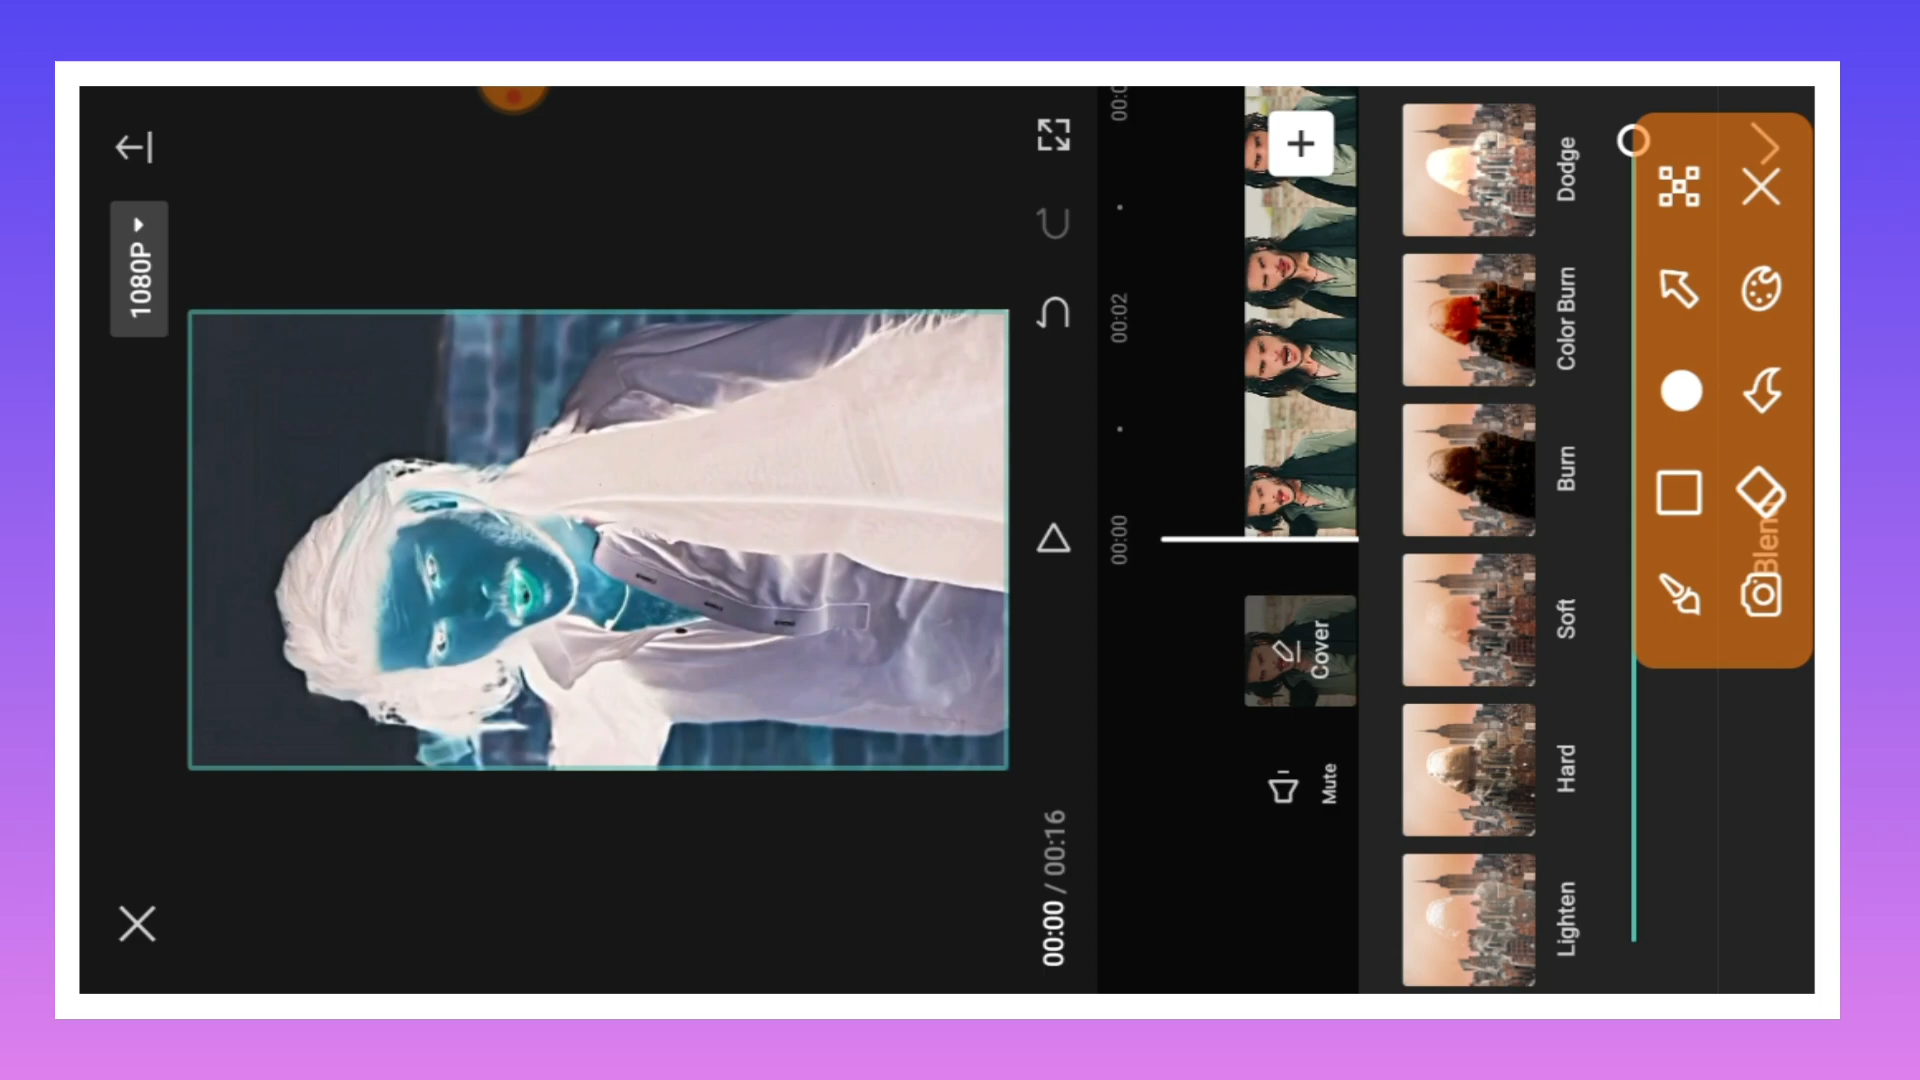 1080P
00:00 / 00:16
00:00
00:02
Cover
Mute
Lighten
Hard
Soft
Burn
Color Burn
Dodge